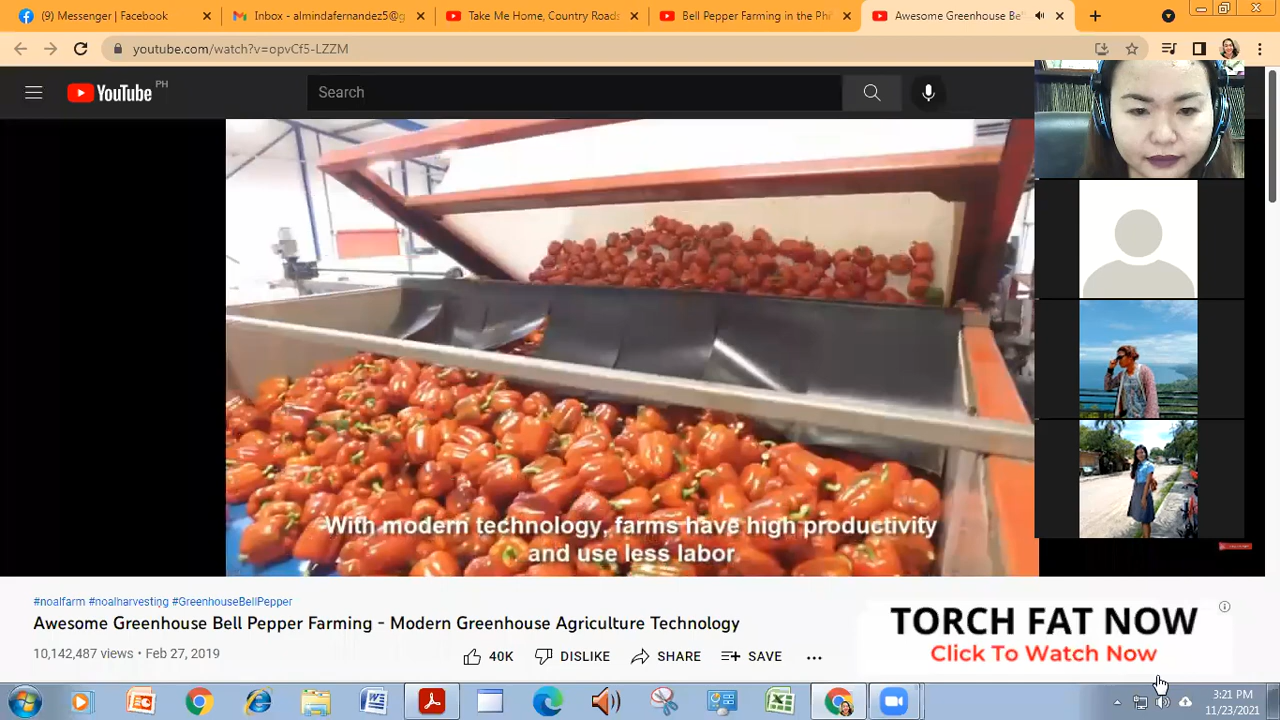 (9) Messenger | Facebook
Inbox - almindafernandez5@g
Take Me Home, Country Roads
Bell Pepper Farming in the Phi
Awesome Greenhouse Bel
youtube.com/watch?v=opvCf5-LZZM
YouTube PH
Search
With modern technology, farms have high productivity
and use less labor
#noalfarm #noalharvesting #GreenhouseBellPepper
Awesome Greenhouse Bell Pepper Farming - Modern Greenhouse Agriculture Technology
10,142,487 views • Feb 27, 2019
40K
DISLIKE
SHARE
SAVE
TORCH FAT NOW
Click To Watch Now
3:21 PM
11/23/2021